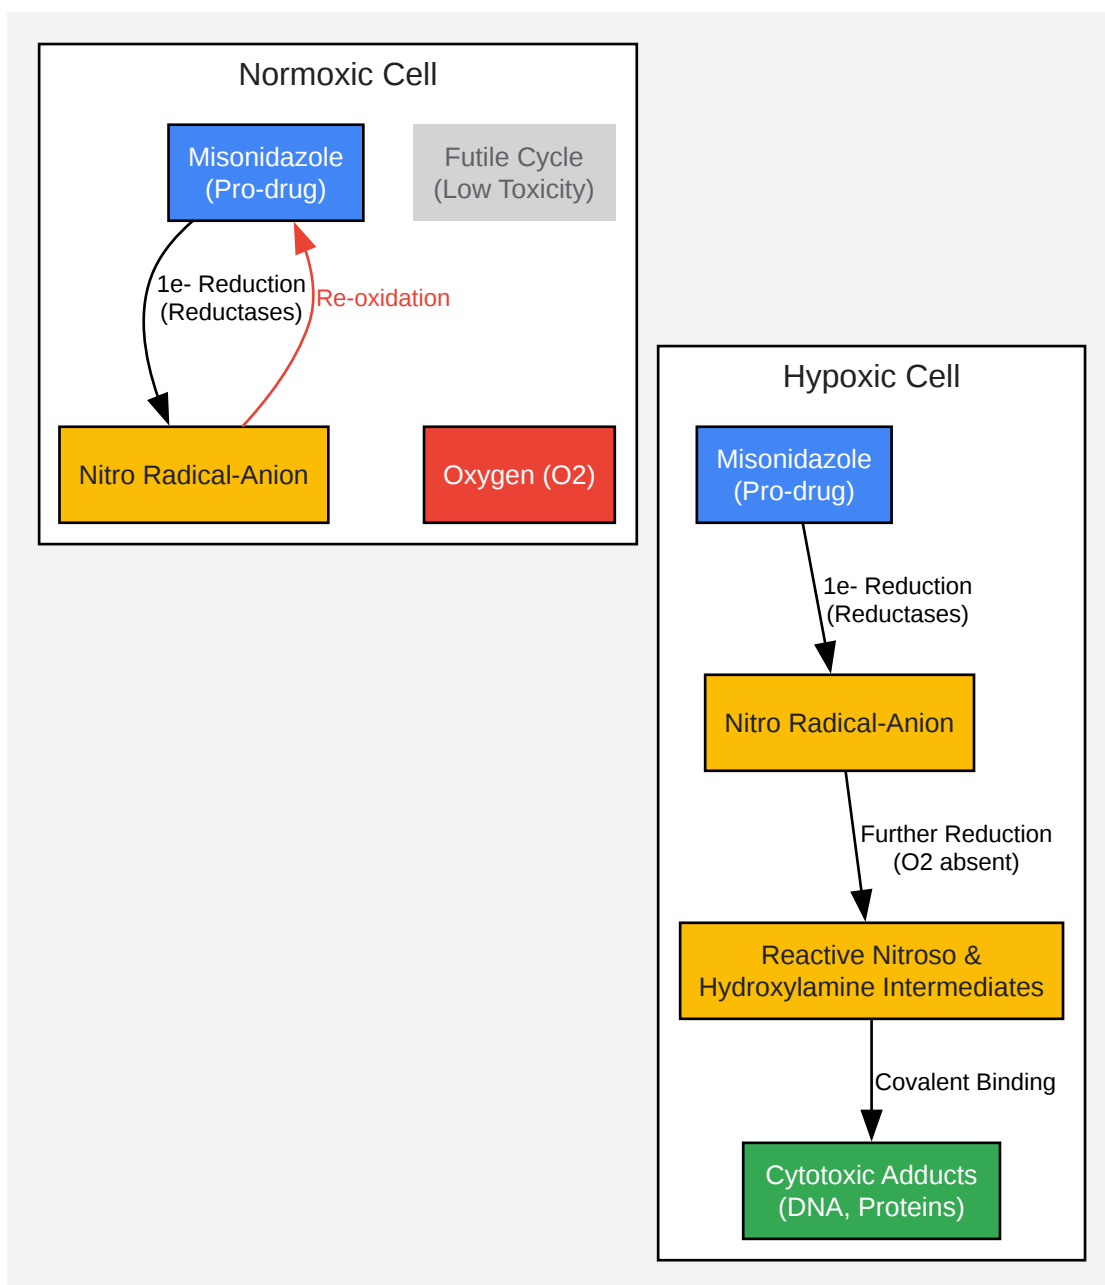 Normoxic Cell
Misonidazole
(Pro-drug)
Futile Cycle
(Low Toxicity)
1e- Reduction
(Reductases)
Re-oxidation
Nitro Radical-Anion
Oxygen (O2)
Hypoxic Cell
Misonidazole
(Pro-drug)
1e- Reduction
(Reductases)
Nitro Radical-Anion
Further Reduction
(O2 absent)
Reactive Nitroso &
Hydroxylamine Intermediates
Covalent Binding
Cytotoxic Adducts
(DNA, Proteins)